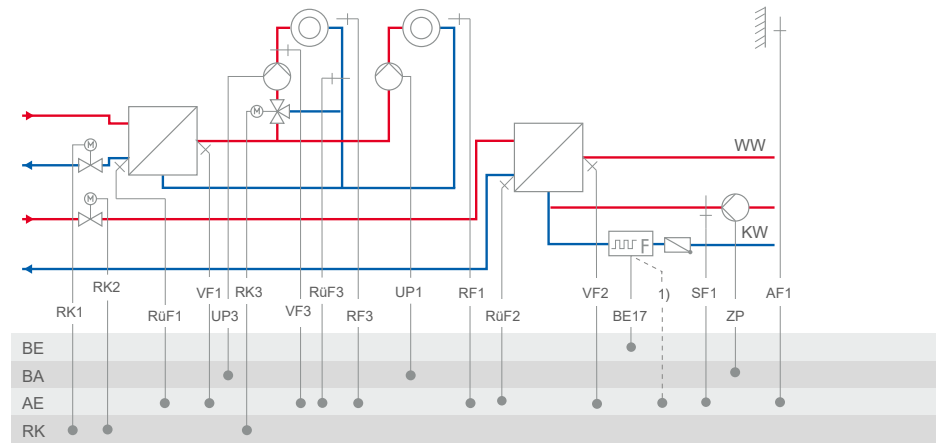 M
M
M
F
WW
KW
RK1
RK2
RüF1
VF1
UP3
RK3
VF3
RüF3
RF3
UP1
RF1
RüF2
VF2
BE17
1)
SF1
ZP
AF1
BE
BA
AE
RK